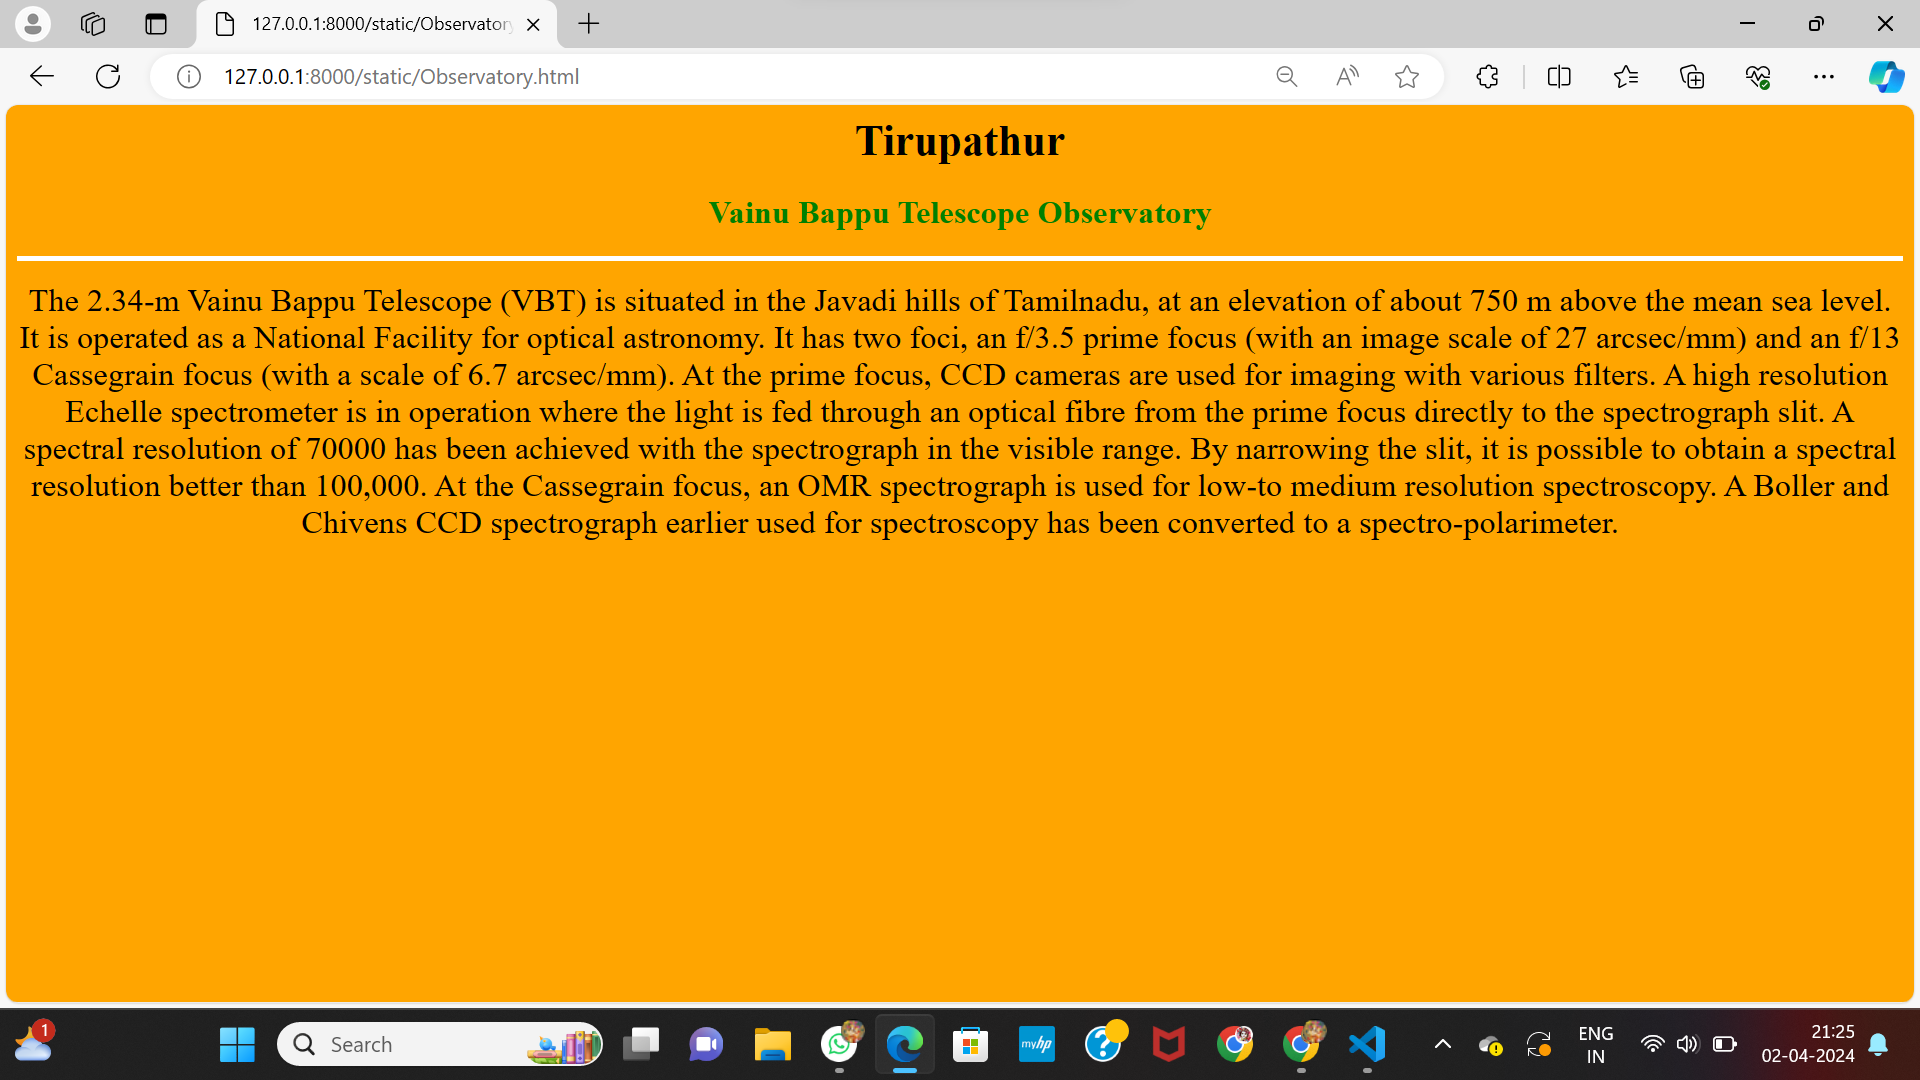 127.0.0.1:8000/static/Observator
127.0.0.1:8000/static/Observatory.html
Tirupathur
Vainu Bappu Telescope Observatory
The 2.34-m Vainu Bappu Telescope (VBT) is situated in the Javadi hills of Tamilnadu, at an elevation of about 750 m above the mean sea level.
It is operated as a National Facility for optical astronomy. It has two foci, an f/3.5 prime focus (with an image scale of 27 arcsec/mm) and an f/13
Cassegrain focus (with a scale of 6.7 arcsec/mm). At the prime focus, CCD cameras are used for imaging with various filters. A high resolution
Echelle spectrometer is in operation where the light is fed through an optical fibre from the prime focus directly to the spectrograph slit. A
spectral resolution of 70000 has been achieved with the spectrograph in the visible range. By narrowing the slit, it is possible to obtain a spectral
resolution better than 100,000. At the Cassegrain focus, an OMR spectrograph is used for low-to medium resolution spectroscopy. A Boller and
Chivens CCD spectrograph earlier used for spectroscopy has been converted to a spectro-polarimeter.
1
Search
myhp
ENG
IN
21:25
02-04-2024